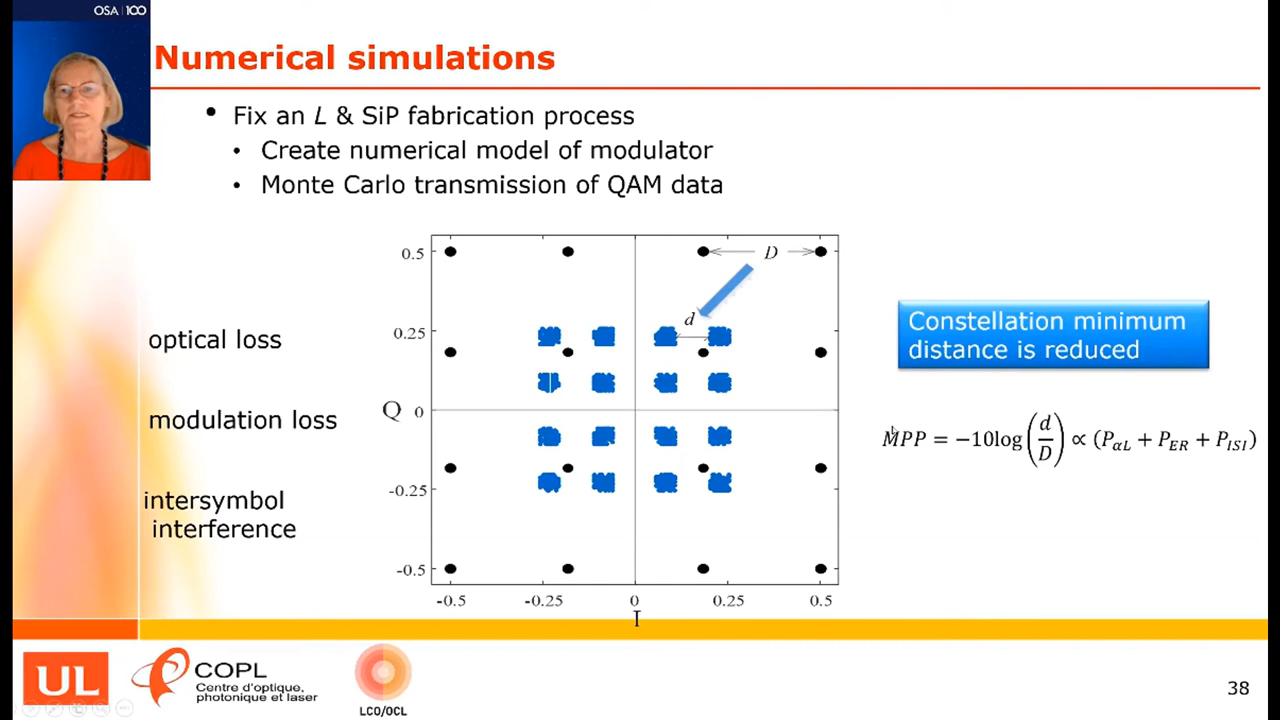 OSA | 100
Numerical simulations
• Fix an L & SiP fabrication process
• Create numerical model of modulator
• Monte Carlo transmission of QAM data
optical loss
modulation loss
intersymbol
interference
0.5
0.25
Q 0
-0.25
-0.5
-0.5 -0.25 0 0.25 0.5
I
D
d
Constellation minimum
distance is reduced
MPP = −10log(d/D) ∝ (P_αL + P_ER + P_ISI)
UL
COPL
Centre d'optique,
photonique et laser
LCO/OCL
38